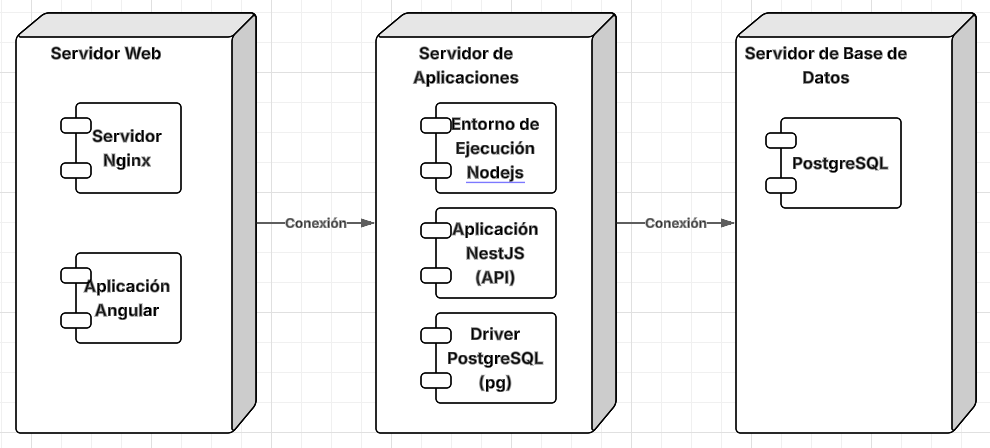 Servidor Web
Servidor
Nginx
Aplicación
Angular
Conexión
Servidor de
Aplicaciones
Entorno de
Ejecución
Nodejs
Aplicación
NestJS
(API)
Driver
PostgreSQL
(pg)
Conexión
Servidor de Base de
Datos
PostgreSQL